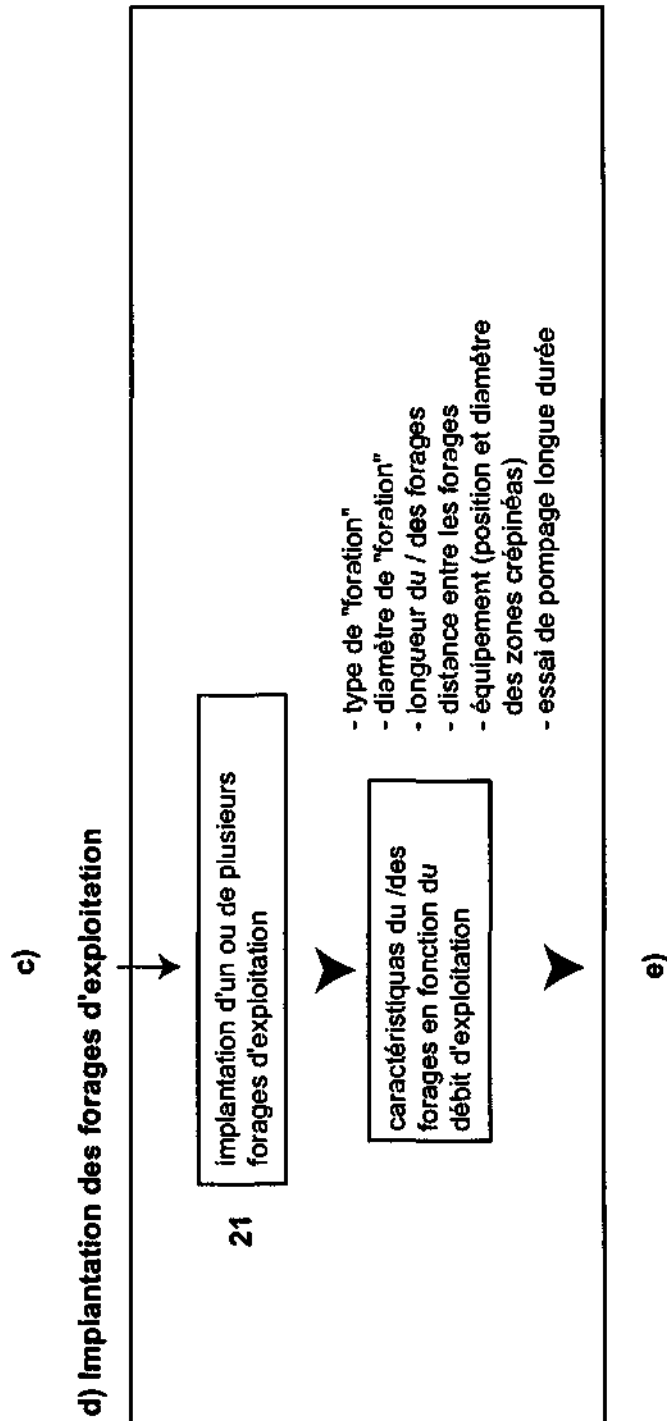 c)
d) Implantation des forages d'exploitation
21
implantation d'un ou de plusieurs
forages d'exploitation
caractéristiquas du /des
forages en fonction du
débit d'exploitation
- type de "foration"
- diamètre de "foration"
- longueur du / des forages
- distance entre les forages
- équipement (position et diamètre
des zones crépinéas)
- essai de pompage longue durée
e)